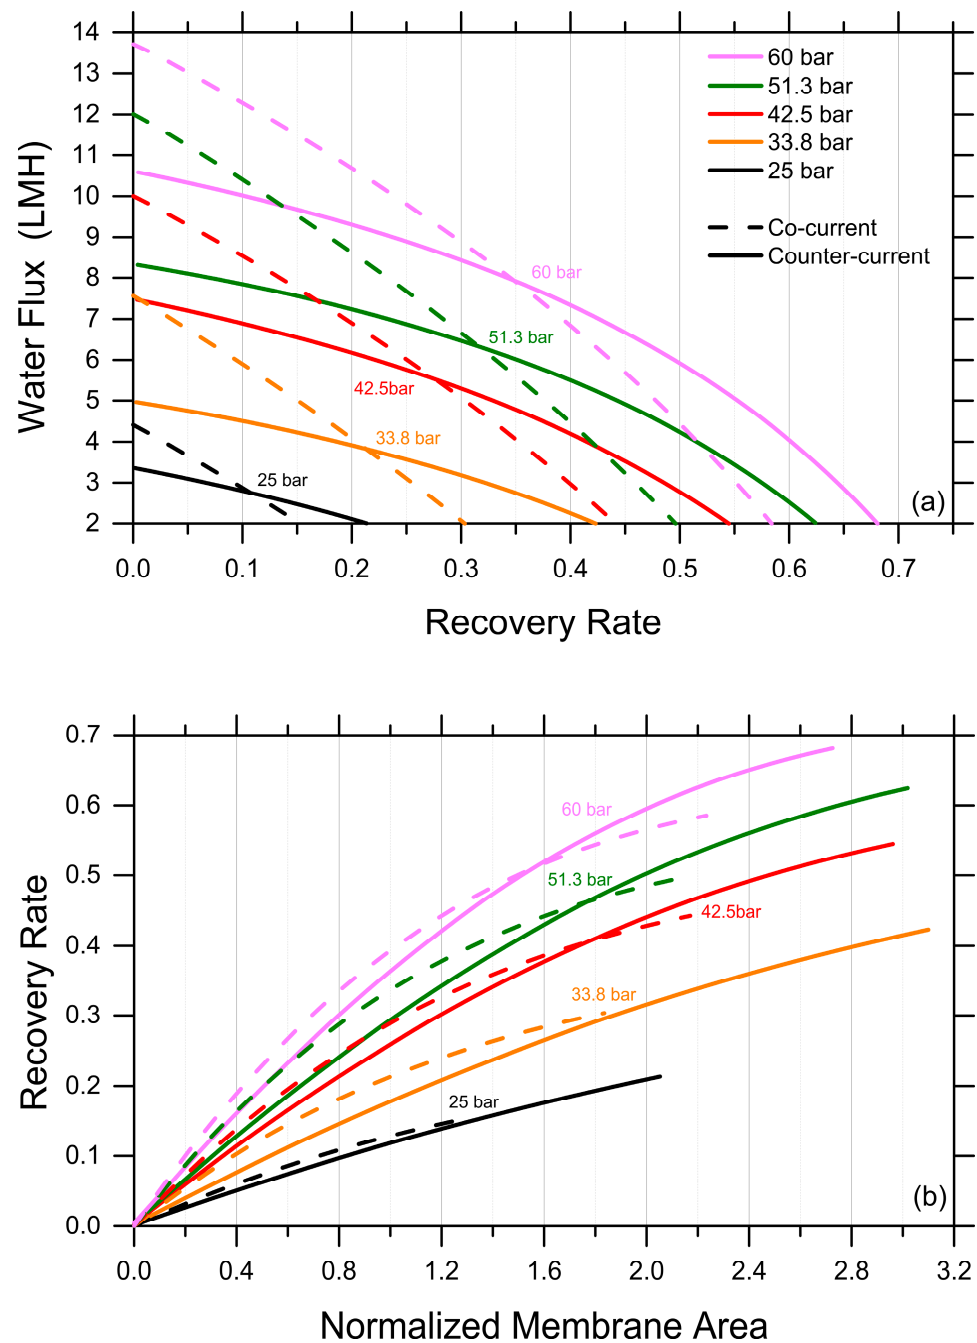 14
13
12
11
10
9
8
7
6
5
4
3
2
Water Flux (LMH)
60 bar
51.3 bar
42.5 bar
33.8 bar
25 bar
Co-current
Counter-current
60 bar
51.3 bar
42.5bar
33.8 bar
25 bar
(a)
0.0 0.1 0.2 0.3 0.4 0.5 0.6 0.7
Recovery Rate
0.7
0.6
0.5
0.4
0.3
0.2
0.1
0.0
Recovery Rate
60 bar
51.3 bar
42.5bar
33.8 bar
25 bar
(b)
0.0 0.4 0.8 1.2 1.6 2.0 2.4 2.8 3.2
Normalized Membrane Area